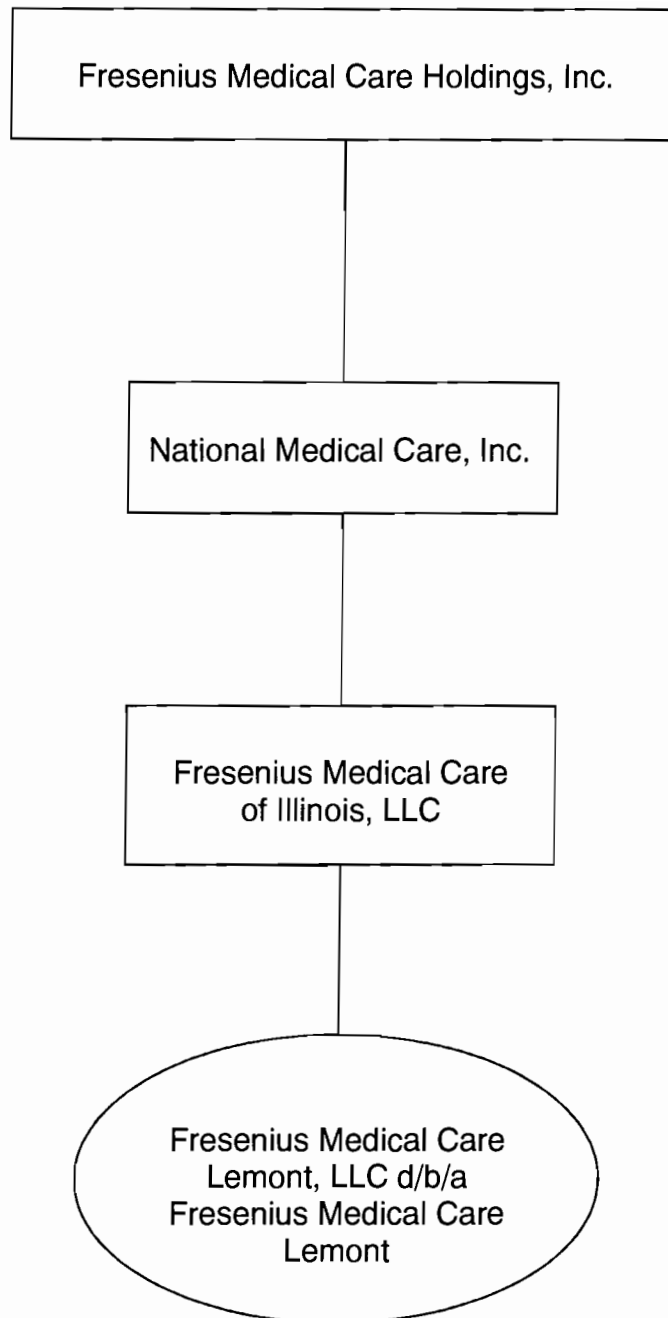 Fresenius Medical Care Holdings, Inc.
National Medical Care, Inc.
Fresenius Medical Care
of Illinois, LLC
Fresenius Medical Care
Lemont, LLC d/b/a
Fresenius Medical Care
Lemont